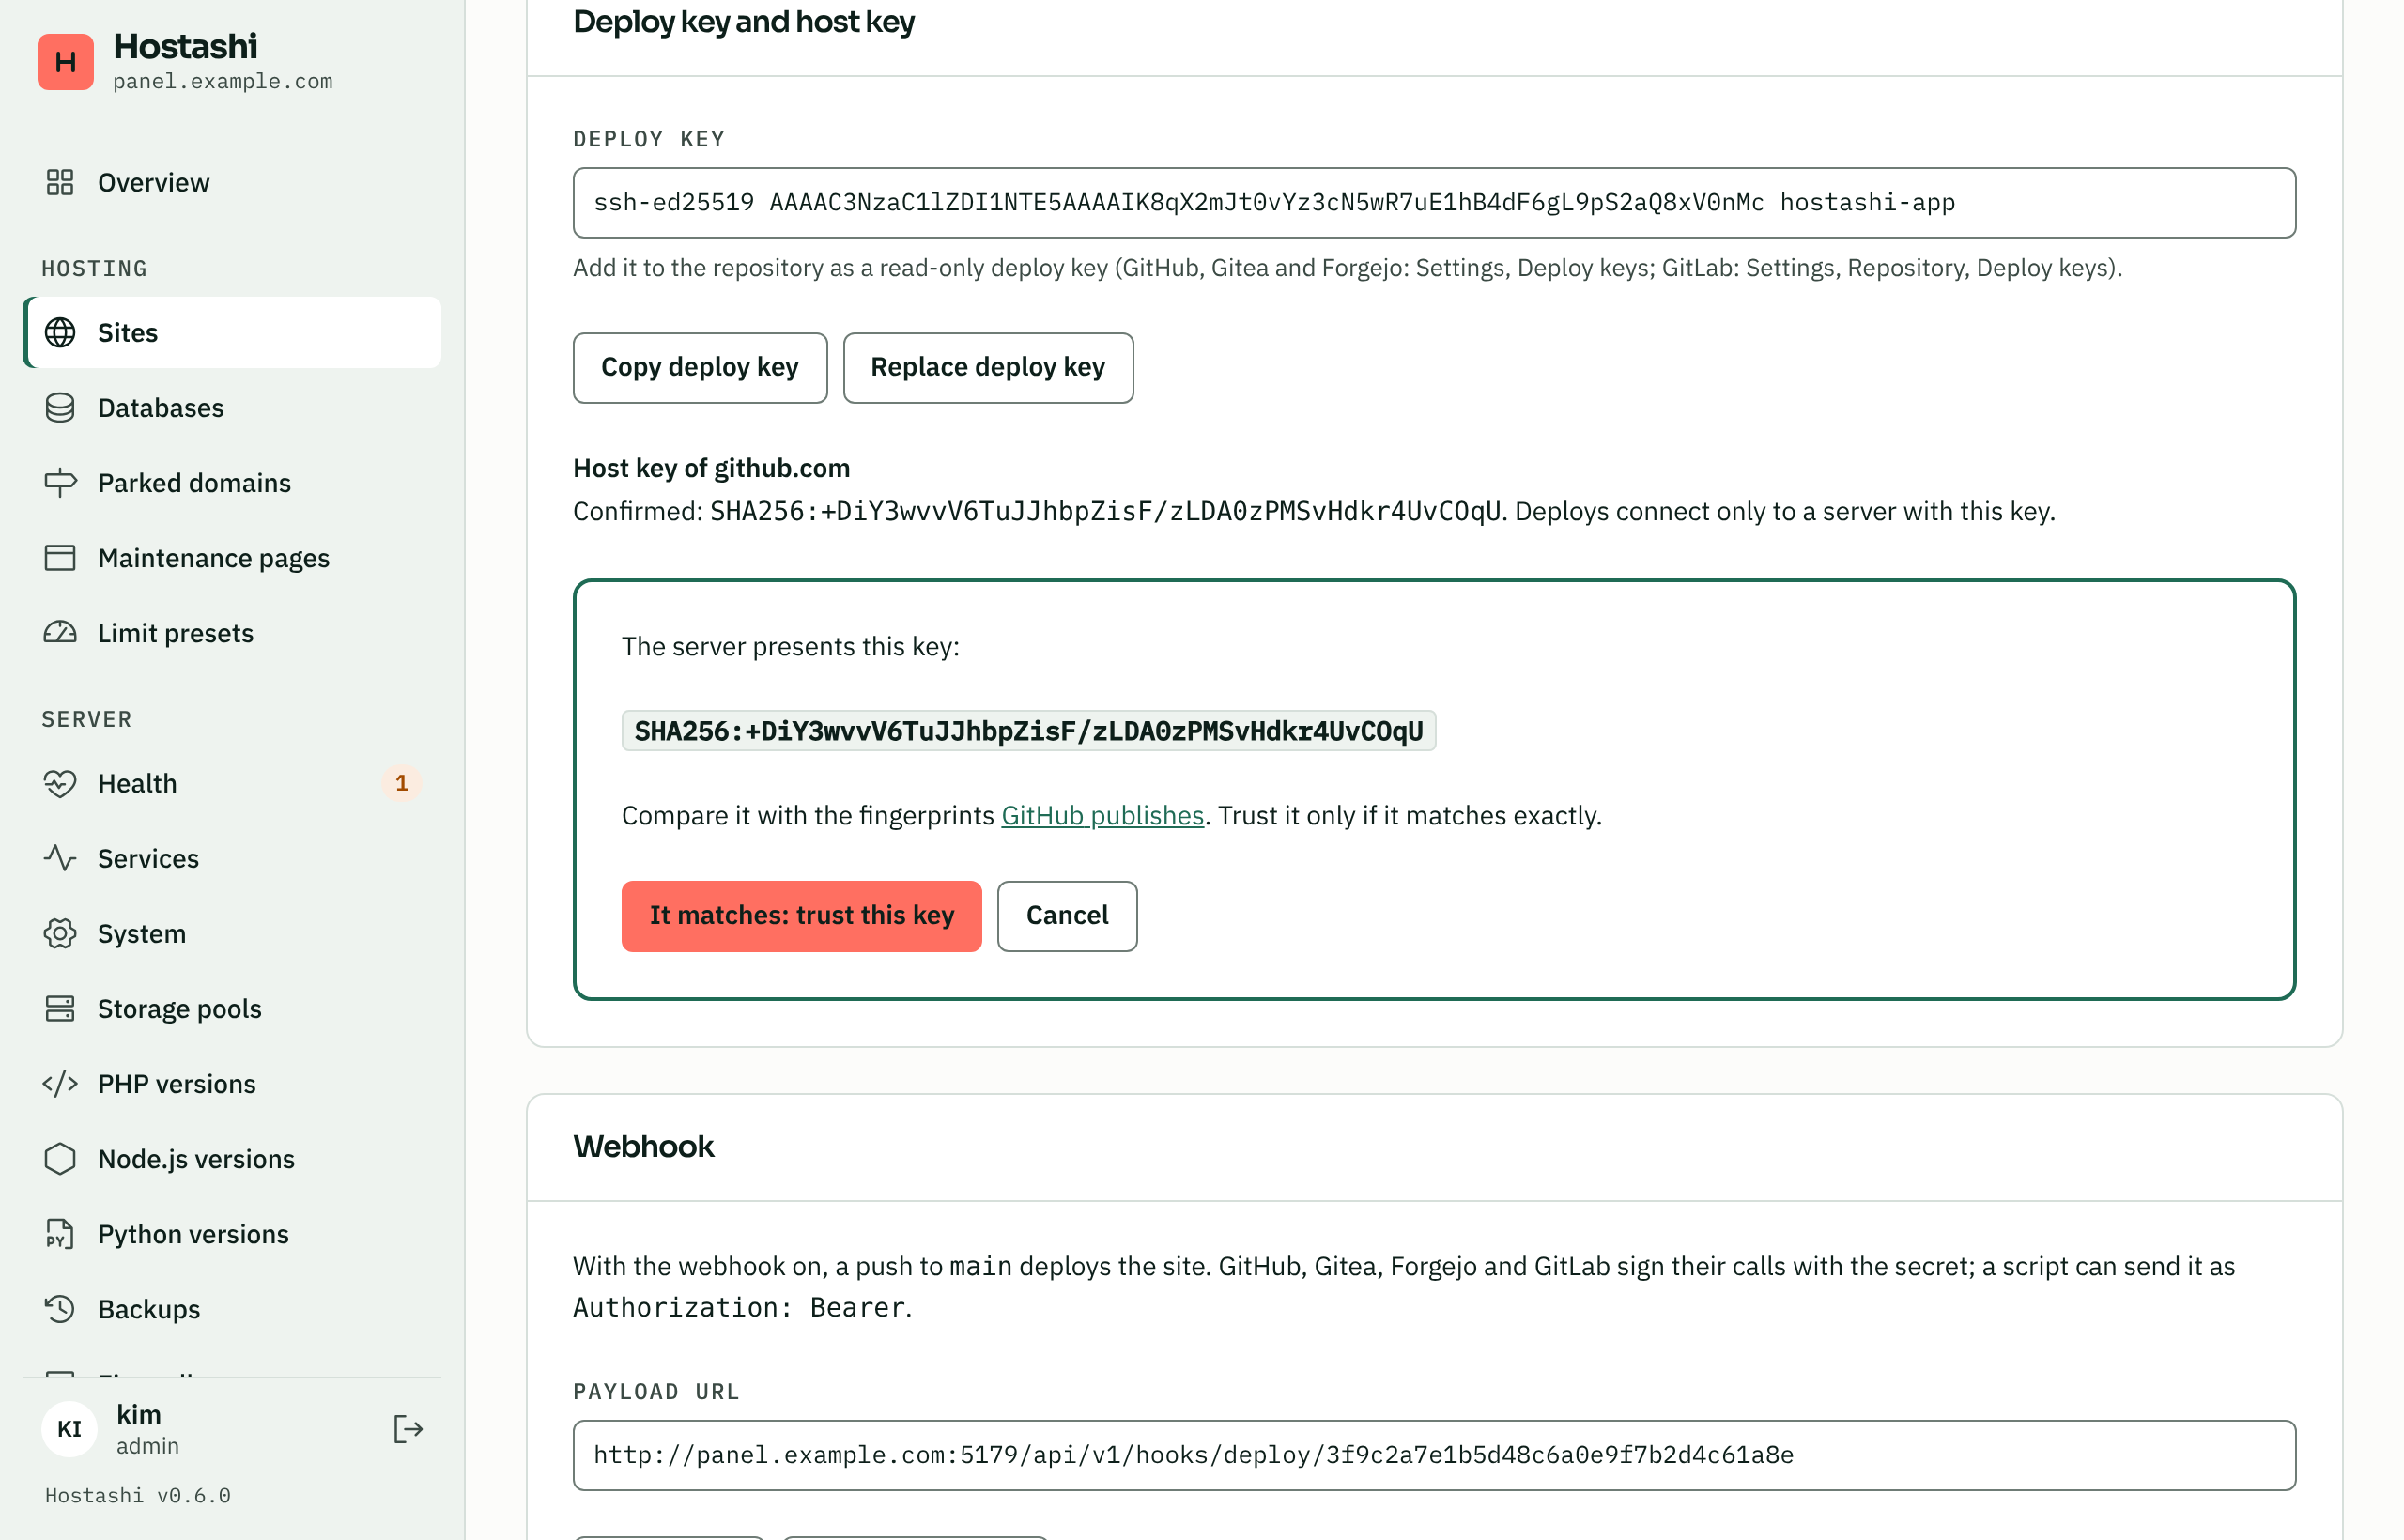 H
Hostashi
panel.example.com
Overview
HOSTING
Sites
Databases
Parked domains
Maintenance pages
Limit presets
SERVER
Health
1
Services
System
Storage pools
PHP versions
Node.js versions
Python versions
Backups
KI
kim
admin
Hostashi v0.6.0
Deploy key and host key
DEPLOY KEY
ssh-ed25519 AAAAC3NzaC1lZDI1NTE5AAAAIK8qX2mJt0vYz3cN5wR7uE1hB4dF6gL9pS2aQ8xV0nMc hostashi-app
Add it to the repository as a read-only deploy key (GitHub, Gitea and Forgejo: Settings, Deploy keys; GitLab: Settings, Repository, Deploy keys).
Copy deploy key
Replace deploy key
Host key of github.com
Confirmed: SHA256:+DiY3wvvV6TuJJhbpZisF/zLDA0zPMSvHdkr4UvCOqU. Deploys connect only to a server with this key.
The server presents this key:
SHA256:+DiY3wvvV6TuJJhbpZisF/zLDA0zPMSvHdkr4UvCOqU
Compare it with the fingerprints GitHub publishes. Trust it only if it matches exactly.
It matches: trust this key
Cancel
Webhook
With the webhook on, a push to main deploys the site. GitHub, Gitea, Forgejo and GitLab sign their calls with the secret; a script can send it as
Authorization: Bearer.
PAYLOAD URL
http://panel.example.com:5179/api/v1/hooks/deploy/3f9c2a7e1b5d48c6a0e9f7b2d4c61a8e